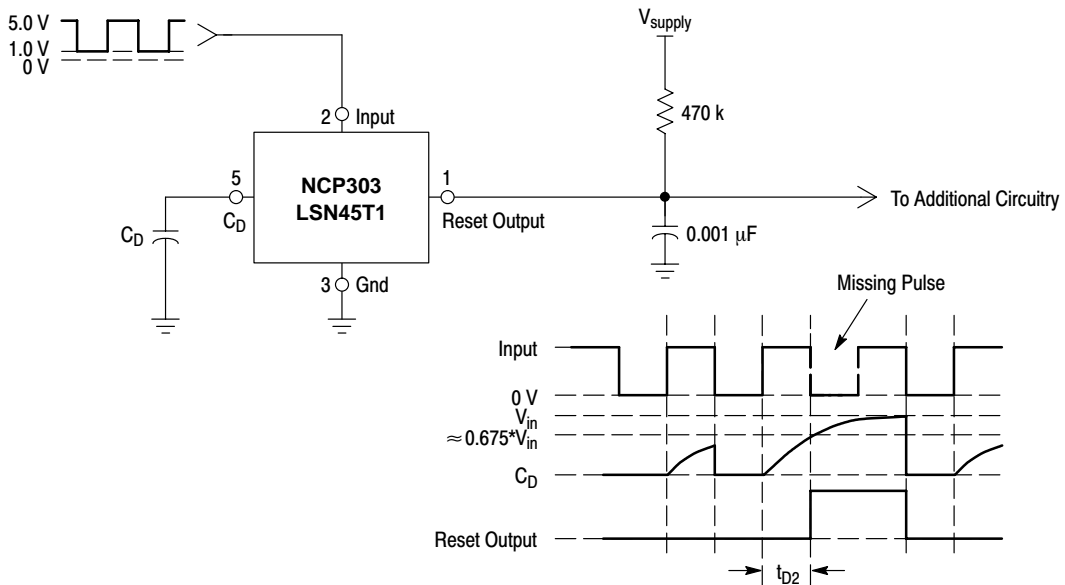 5.0 V
1.0 V
0 V
V_supply
470 k
2 Input
5
NCP303
LSN45T1
1
C_D
Reset Output
To Additional Circuitry
C_D
0.001 μF
3 Gnd
Missing Pulse
Input
0 V
V_in
≈ 0.675*V_in
C_D
Reset Output
t_D2